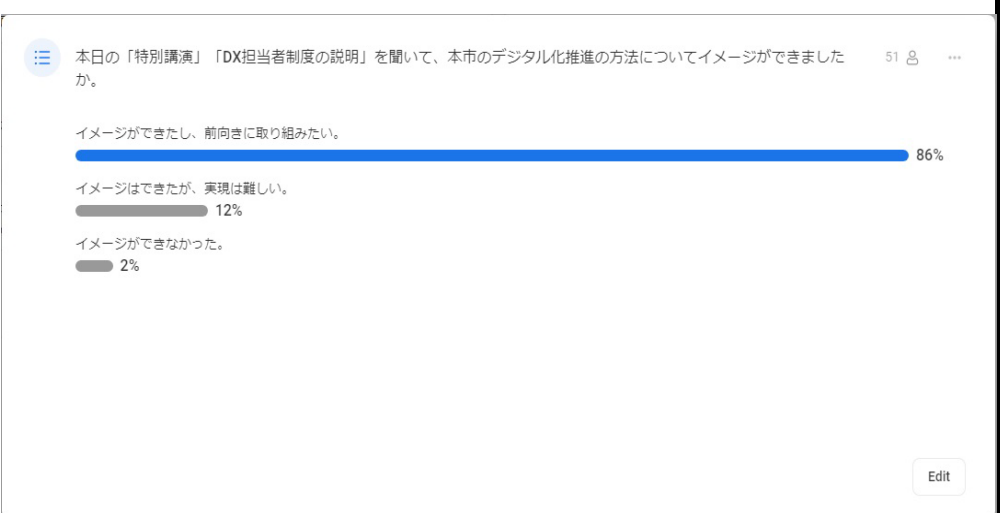 本日の「特別講演」「DX担当者制度の説明」を聞いて、本市のデジタル化推進の方法についてイメージができました
か。
51
イメージができたし、前向きに取り組みたい。
86%
イメージはできたが、実現は難しい。
12%
イメージができなかった。
2%
Edit